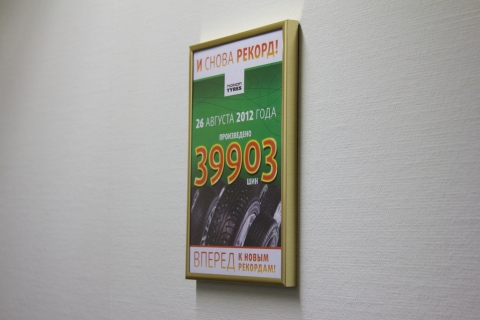 И СНОВА РЕКОРД!
TYRES
26 АВГУСТА 2012 ГОДА
ПРОИЗВЕДЕНО
39903
ШИН
ВПЕРЕД К НОВЫМ
РЕКОРДАМ!